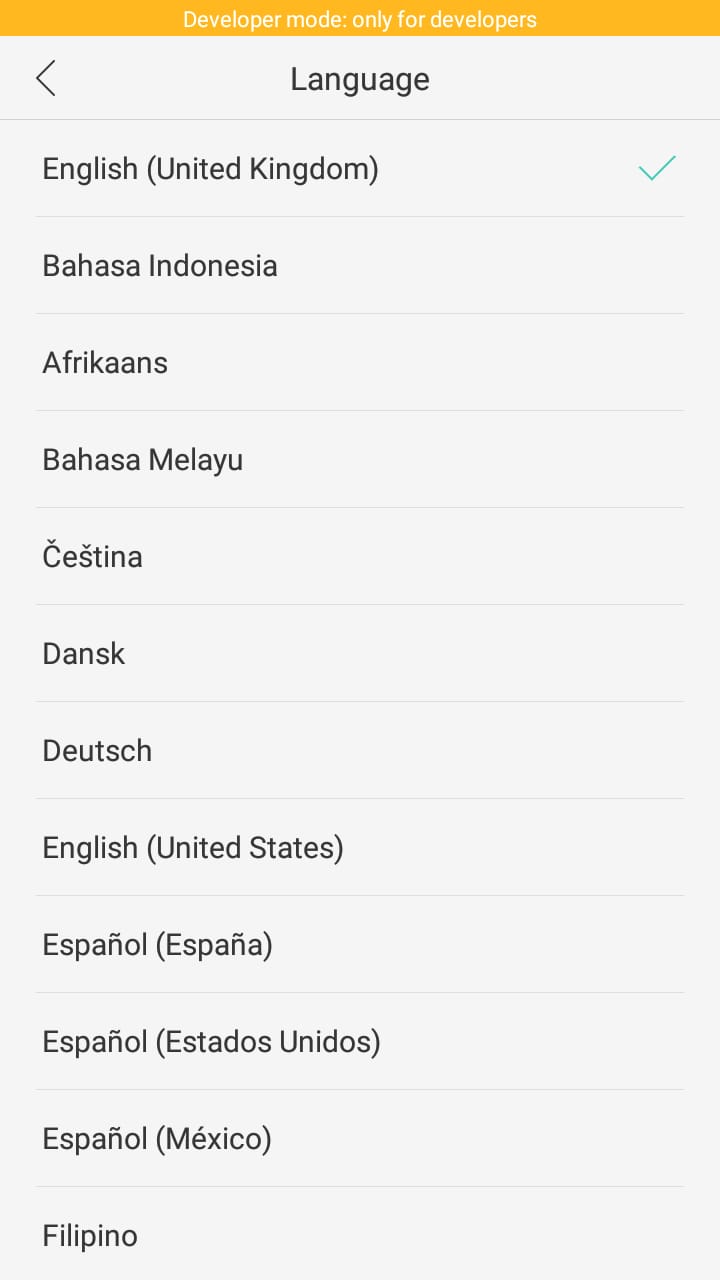 Developer mode: only for developers
Language
English (United Kingdom)
Bahasa Indonesia
Afrikaans
Bahasa Melayu
Čeština
Dansk
Deutsch
English (United States)
Español (España)
Español (Estados Unidos)
Español (México)
Filipino